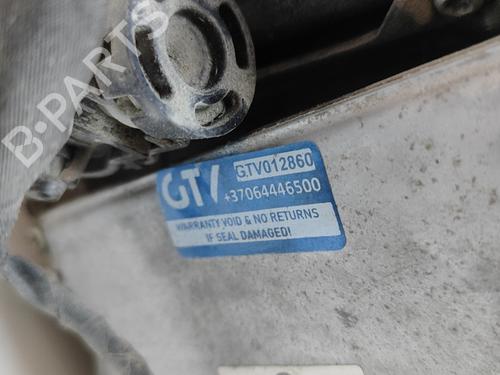 B-PARTS
GTV
GTV012860
+37064446500
WARRANTY VOID & NO RETURNS
IF SEAL DAMAGED!